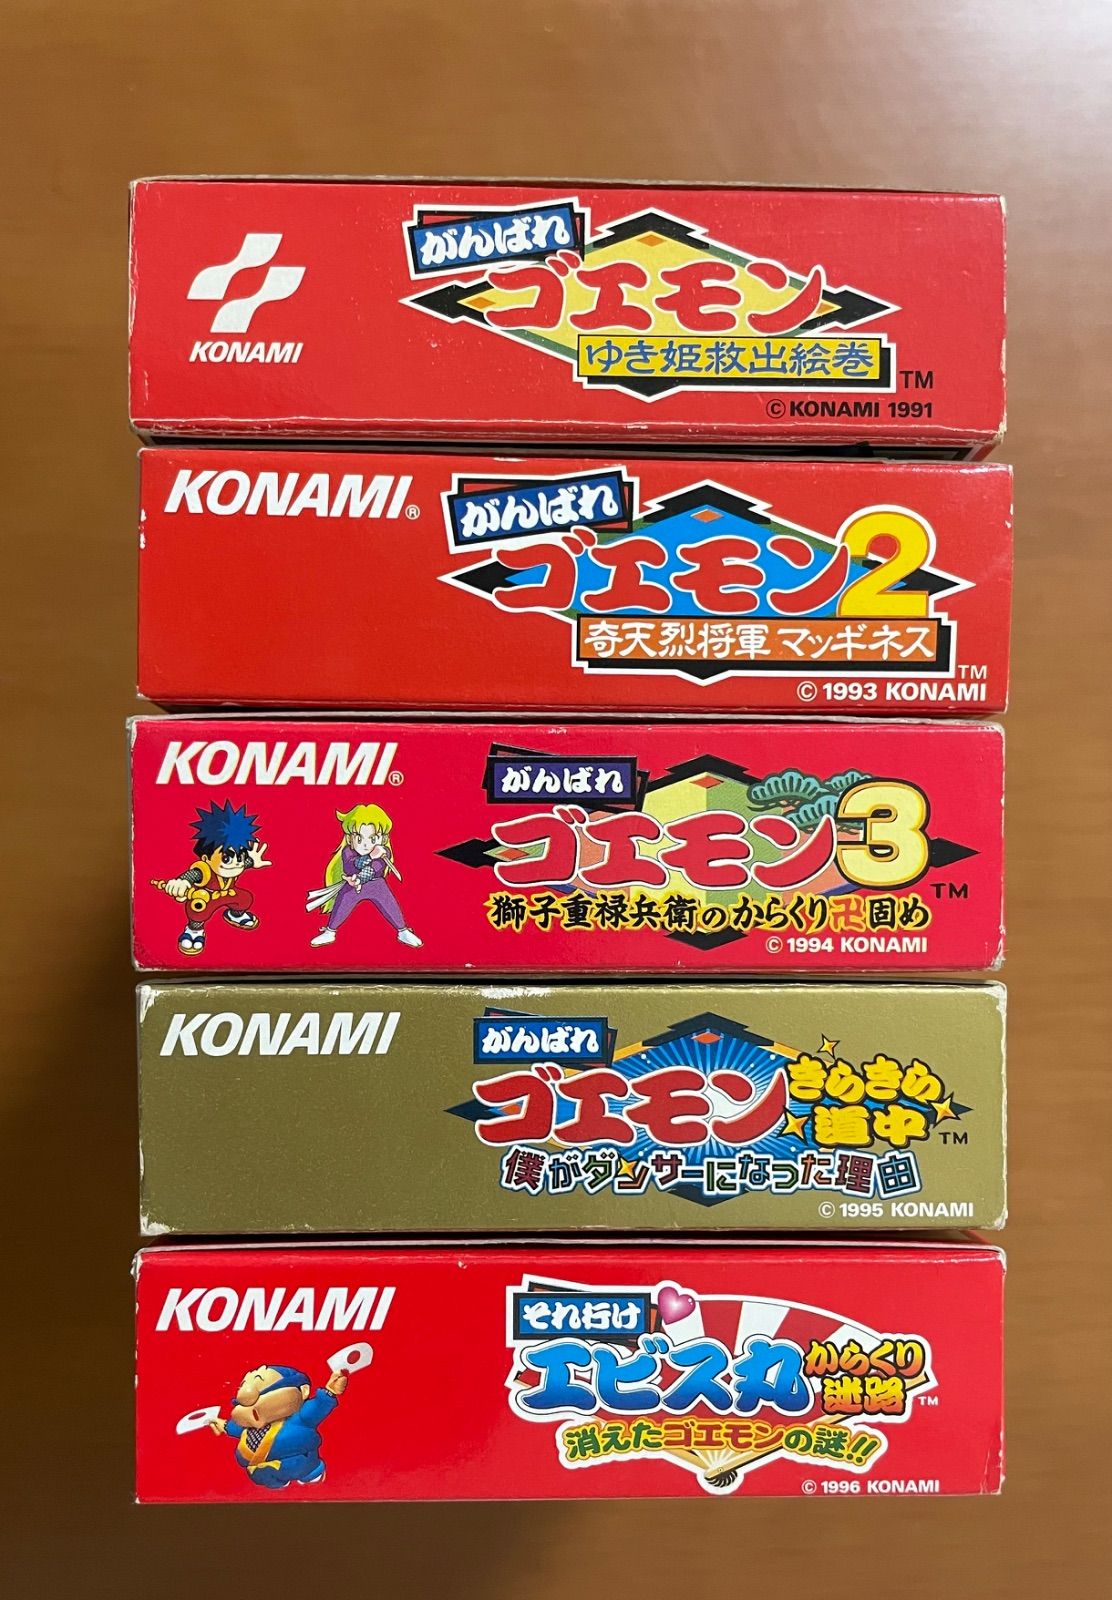 KONAMI
がんばれ
ゴエモン
ゆき姫救出絵巻
TM
© KONAMI 1991
KONAMI®
がんばれ
ゴエモン2
奇天烈将軍マッギネス
TM
© 1993 KONAMI
KONAMI®
がんばれ
ゴエモン3
TM
獅子重禄兵衛のからくり卍固め
© 1994 KONAMI
KONAMI
がんばれ
ゴエモン きらきら
道中
TM
僕がダンサーになった理由
© 1995 KONAMI
KONAMI
それ行け
エビス丸 からくり
迷路
TM
消えたゴエモンの謎!!
© 1996 KONAMI